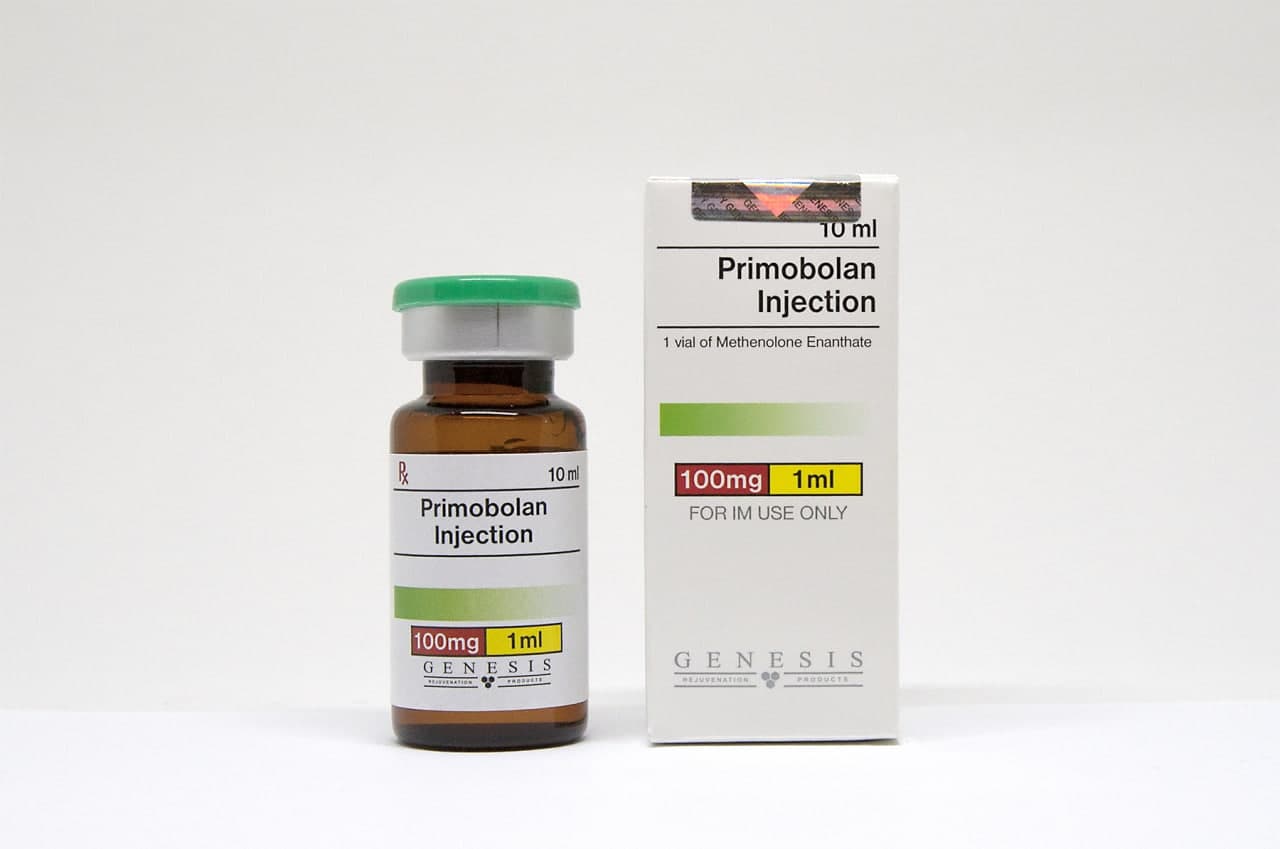 ℞ 10 ml
Primobolan
Injection
100mg 1ml
GENESIS
REJUVENATION PRODUCTS
GENESIS
10 ml
Primobolan
Injection
1 vial of Methenolone Enanthate
100mg 1ml
FOR IM USE ONLY
GENESIS
REJUVENATION PRODUCTS